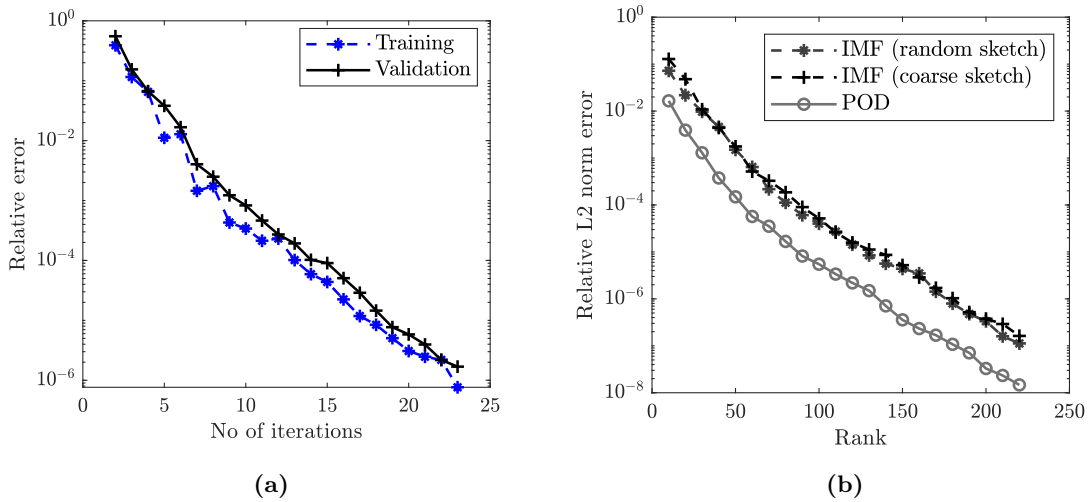 10^0
10^-2
10^-4
10^-6
Relative error
0 5 10 15 20 25
No of iterations
Training
Validation
(a)
10^0
10^-2
10^-4
10^-6
10^-8
Relative L2 norm error
0 50 100 150 200 250
Rank
IMF (random sketch)
IMF (coarse sketch)
POD
(b)